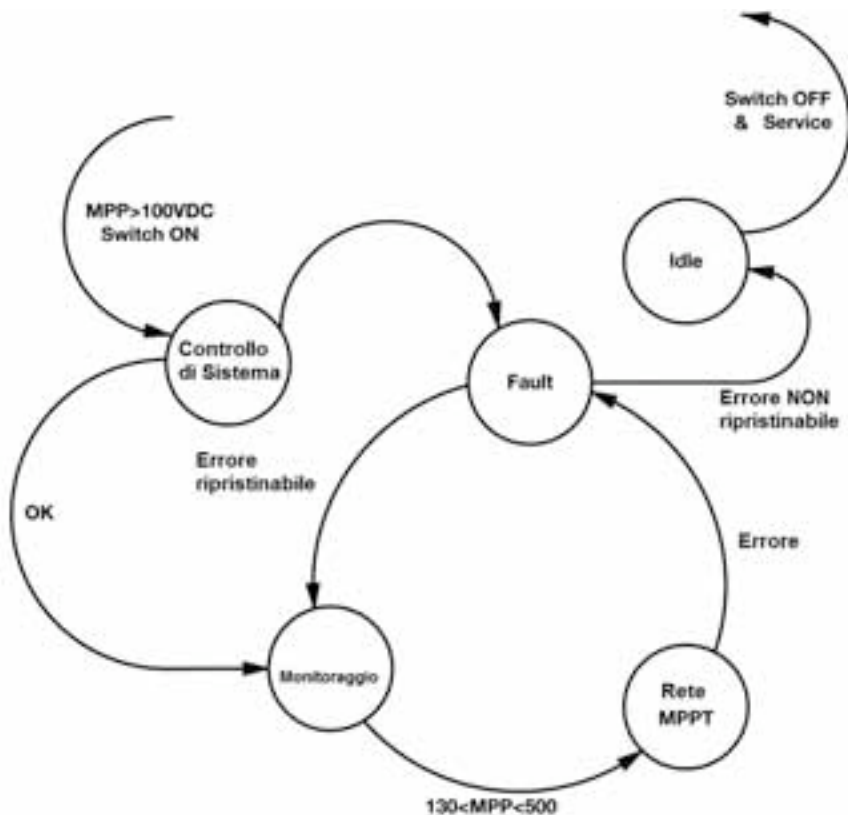 Switch OFF
& Service
MPP>100VDC
Switch ON
Idle
Controllo
di Sistema
Fault
Errore NON
ripristinabile
Errore
ripristinabile
OK
Errore
Monitoraggio
Rete
MPPT
130<MPP<500